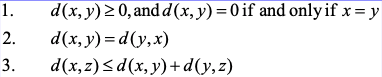 1. d(x,y) ≥ 0, and d(x,y) = 0 if and only if x = y
2. d(x,y) = d(y,x)
3. d(x,z) ≤ d(x,y) + d(y,z)